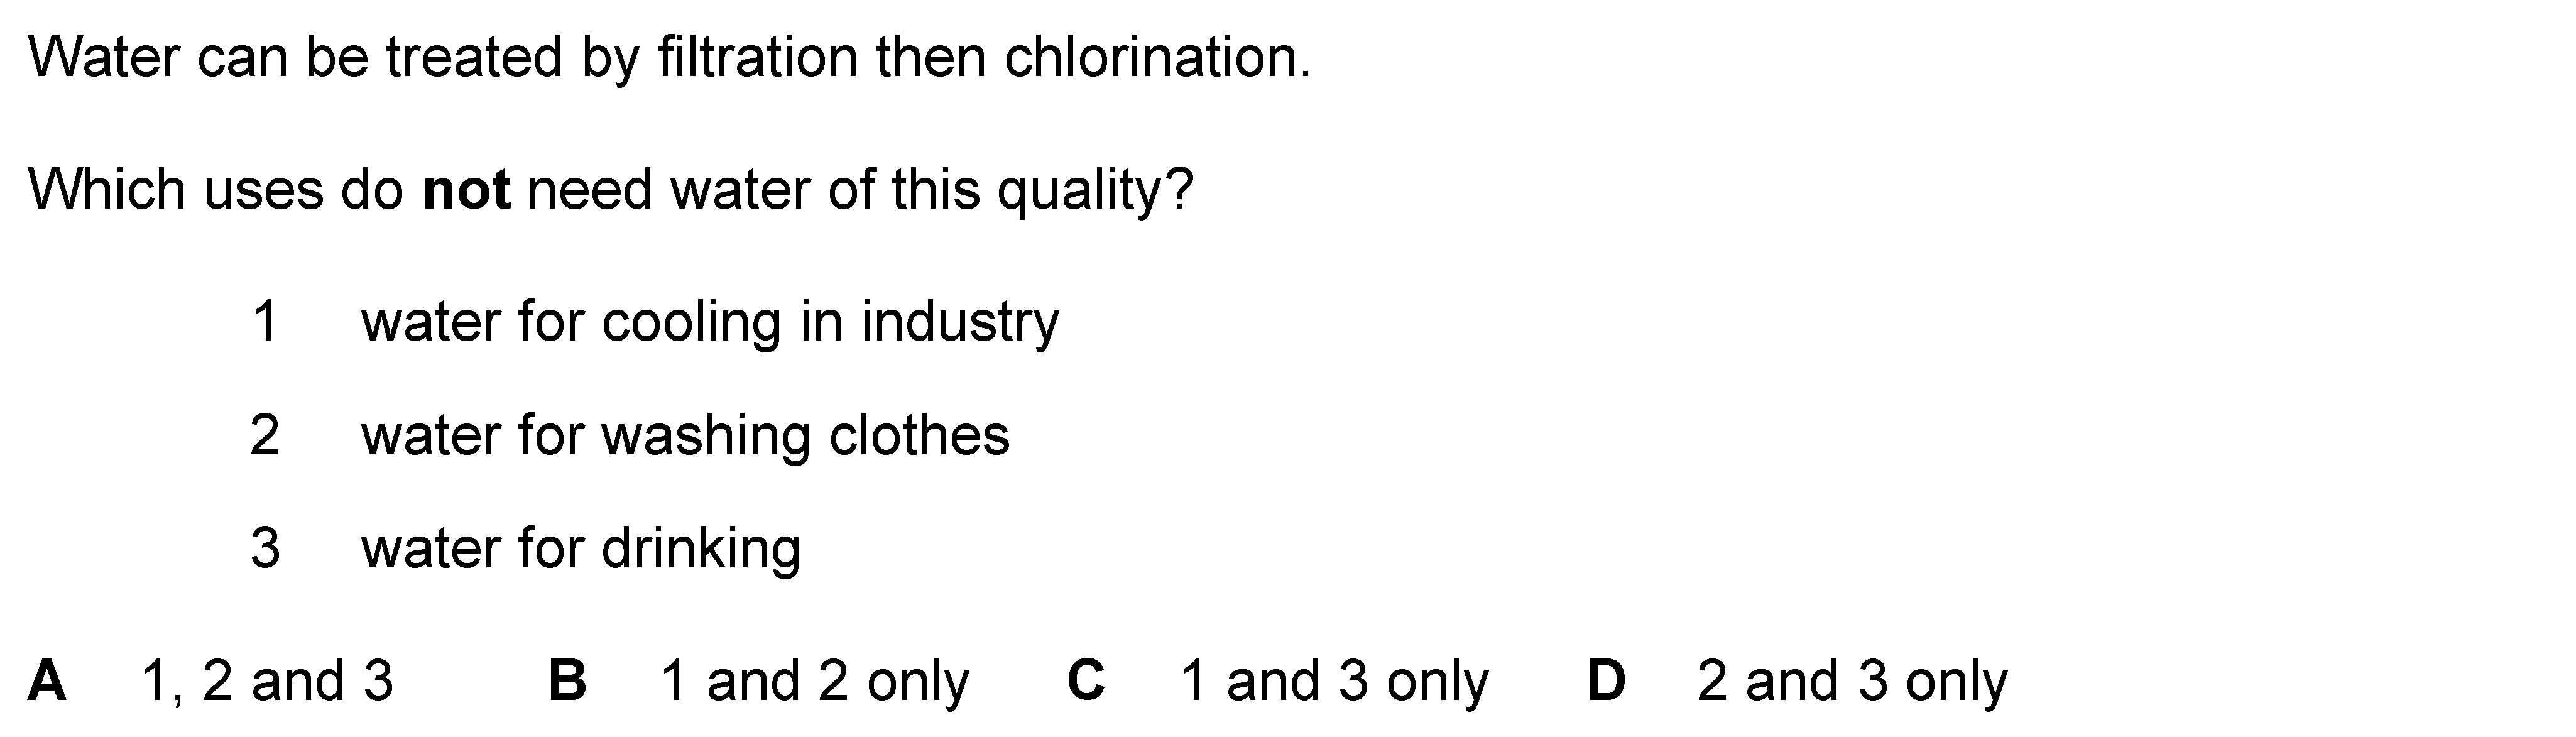 Water can be treated by filtration then chlorination.
Which uses do not need water of this quality?
1 water for cooling in industry
2 water for washing clothes
3 water for drinking
A 1, 2 and 3 B 1 and 2 only C 1 and 3 only D 2 and 3 only